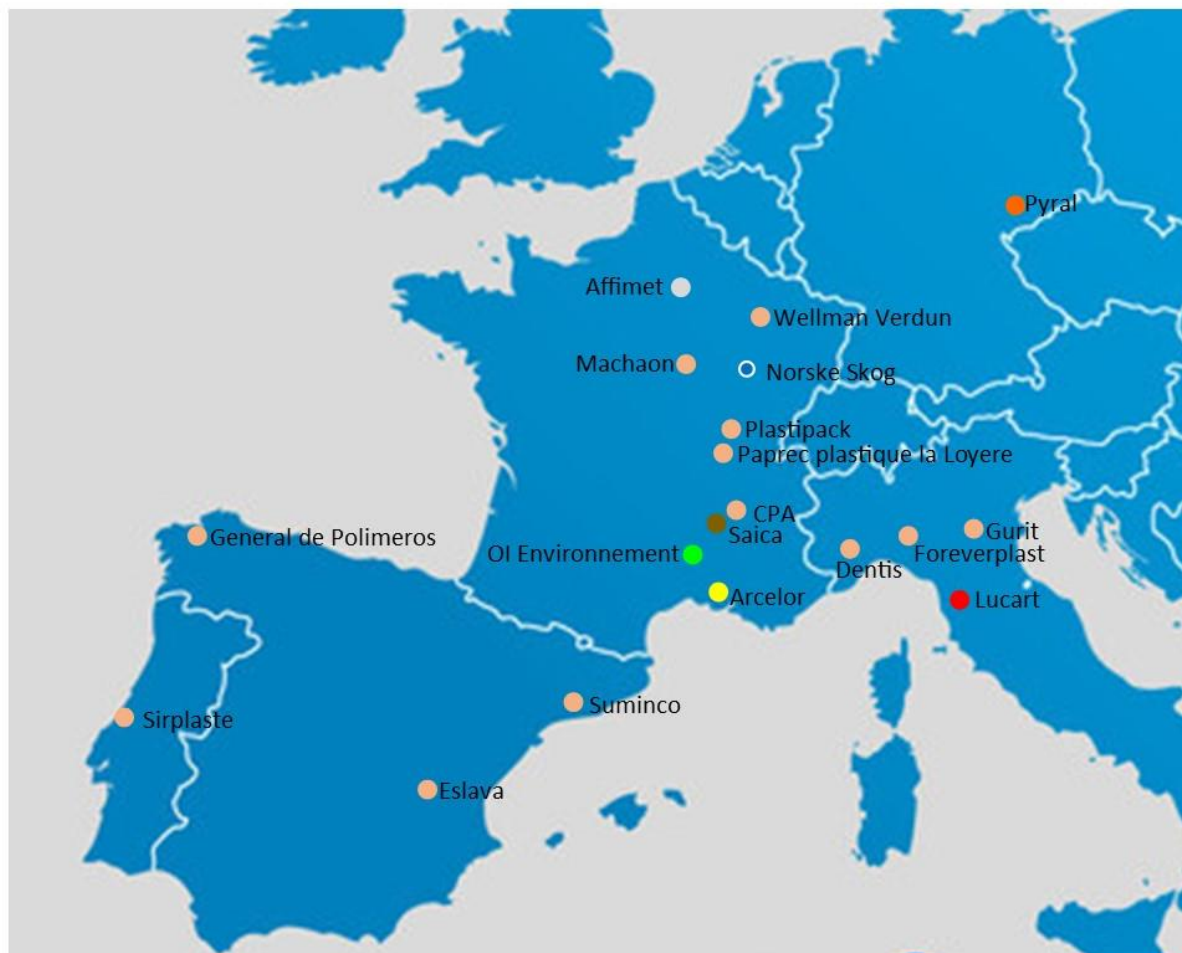 Pyral
Affimet
Wellman Verdun
Machaon
Norske Skog
Plastipack
Paprec plastique la Loyere
CPA
Saica
General de Polimeros
OI Environnement
Gurit
Foreverplast
Dentis
Arcelor
Lucart
Suminco
Sirplaste
Eslava